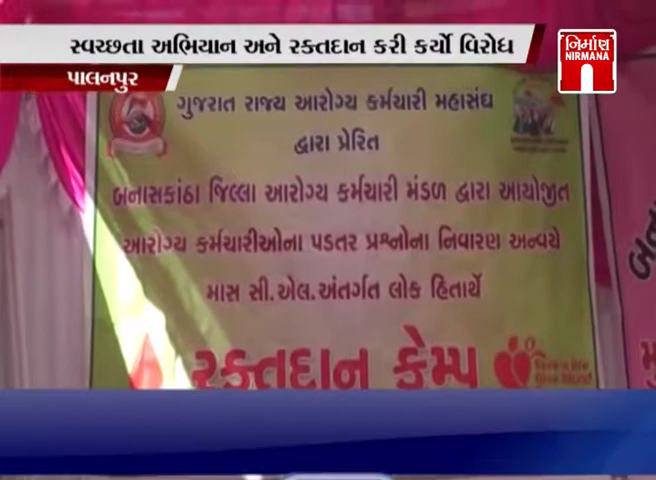 સ્વચ્છતા અભિયાન અને રક્તદાન કરી કર્યો વિરોધ
પાલનપુર
નિર્માણ
NIRMANA
ગુજરાત રાજ્ય આરોગ્ય કર્મચારી મહાસંઘ
દ્વારા પ્રેરિત
બનાસકાંઠા જિલ્લા આરોગ્ય કર્મચારી મંડળ દ્વારા આયોજીત
આરોગ્ય કર્મચારીઓના પડતર પ્રશ્નોના નિવારણ અન્વયે
માસ સી.એલ.અંતર્ગત લોક હિતાર્થે
રક્તદાન કેમ્પ